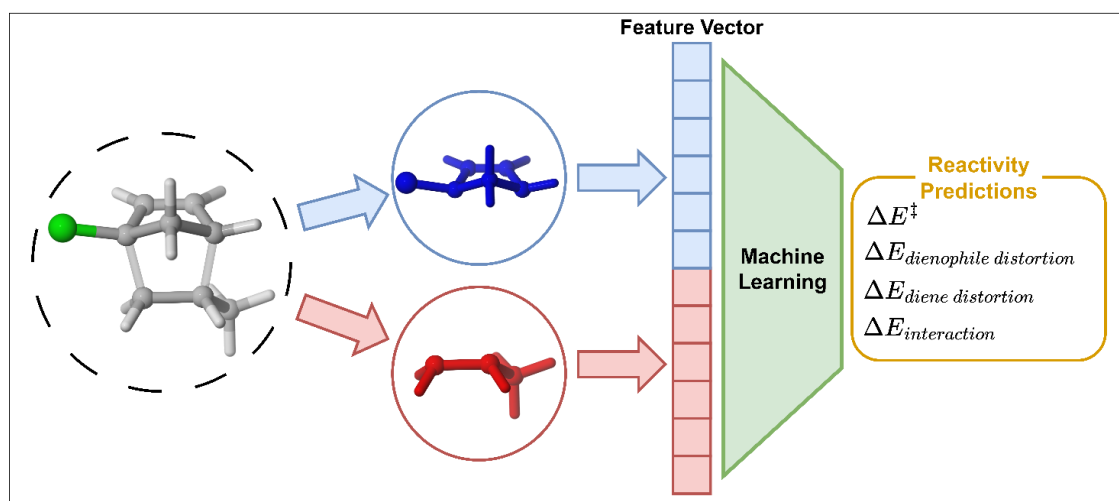 Feature Vector
Machine
Learning
Reactivity
Predictions
ΔE‡
ΔE_dienophile distortion
ΔE_diene distortion
ΔE_interaction